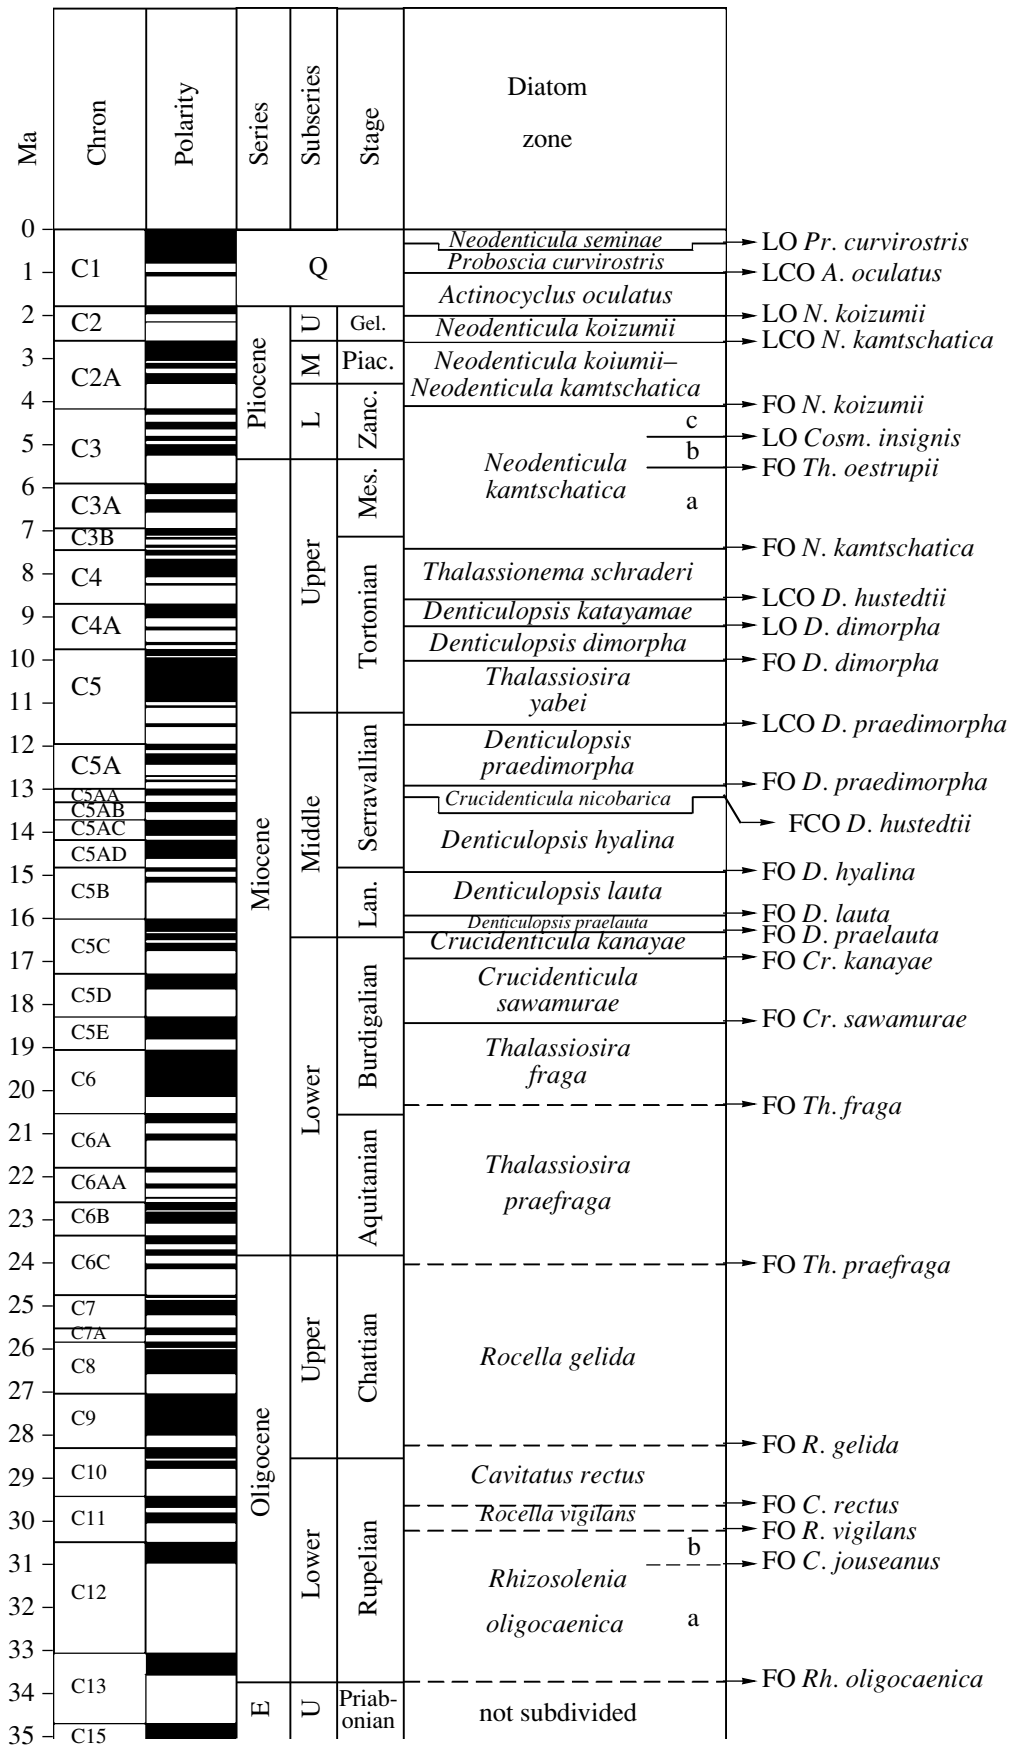 Ma
Chron
Polarity
Series
Subseries
Stage
Diatom
zone
0
1
2
3
4
5
6
7
8
9
10
11
12
13
14
15
16
17
18
19
20
21
22
23
24
25
26
27
28
29
30
31
32
33
34
35
C1
C2
C2A
C3
C3A
C3B
C4
C4A
C5
C5A
C5AA
C5AB
C5AC
C5AD
C5B
C5C
C5D
C5E
C6
C6A
C6AA
C6B
C6C
C7
C7A
C8
C9
C10
C11
C12
C13
C15
Q
Pliocene
Miocene
Oligocene
E
U
M
L
Upper
Middle
Lower
Upper
Lower
U
Gel.
Piac.
Zanc.
Mes.
Tortonian
Serravallian
Lan.
Burdigalian
Aquitanian
Chattian
Rupelian
Priab-
onian
Neodenticula seminae
Proboscia curvirostris
Actinocyclus oculatus
Neodenticula koizumii
Neodenticula koiumii–
Neodenticula kamtschatica
Neodenticula
kamtschatica
c
b
a
Thalassionema schraderi
Denticulopsis katayamae
Denticulopsis dimorpha
Thalassiosira
yabei
Denticulopsis
praedimorpha
Crucidenticula nicobarica
Denticulopsis hyalina
Denticulopsis lauta
Denticulopsis praelauta
Crucidenticula kanayae
Crucidenticula
sawamurae
Thalassiosira
fraga
Thalassiosira
praefraga
Rocella gelida
Cavitatus rectus
Rocella vigilans
Rhizosolenia
oligocaenica
b
a
not subdivided
LO Pr. curvirostris
LCO A. oculatus
LO N. koizumii
LCO N. kamtschatica
FO N. koizumii
LO Cosm. insignis
FO Th. oestrupii
FO N. kamtschatica
LCO D. hustedtii
LO D. dimorpha
FO D. dimorpha
LCO D. praedimorpha
FO D. praedimorpha
FCO D. hustedtii
FO D. hyalina
FO D. lauta
FO D. praelauta
FO Cr. kanayae
FO Cr. sawamurae
FO Th. fraga
FO Th. praefraga
FO R. gelida
FO C. rectus
FO R. vigilans
FO C. jouseanus
FO Rh. oligocaenica